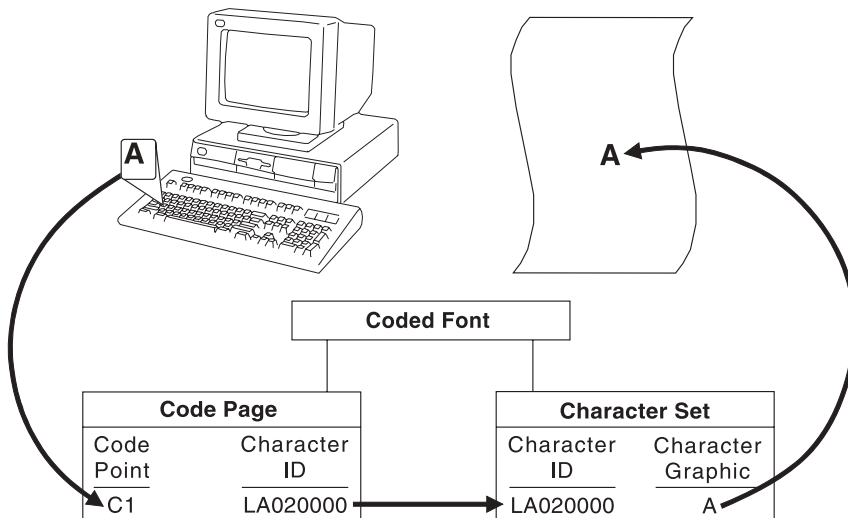 A
A
Coded Font
Code Page
Code Character
Point ID
C1 LA020000
Character Set
Character Character
ID Graphic
LA020000 A